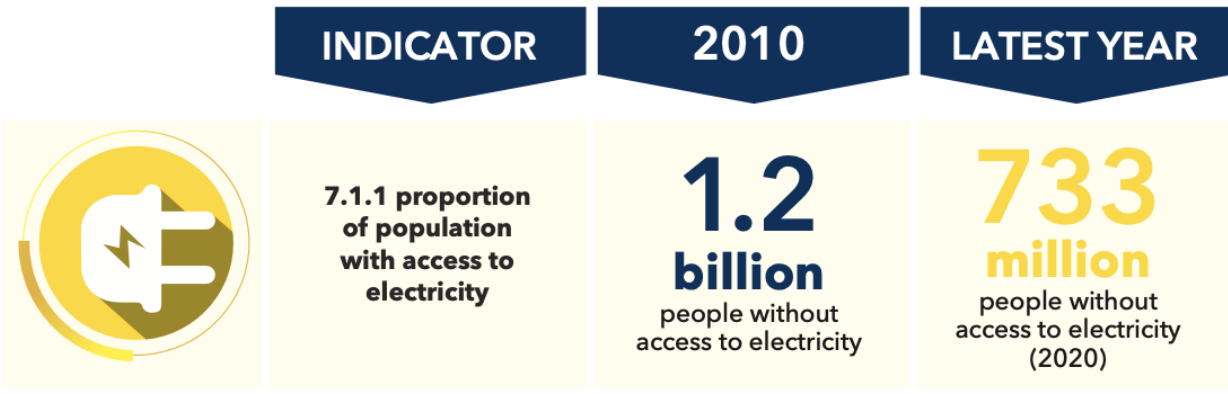 INDICATOR
2010
LATEST YEAR
7.1.1 proportion
of population
with access to
electricity
1.2
billion
people without
access to electricity
733
million
people without
access to electricity
(2020)